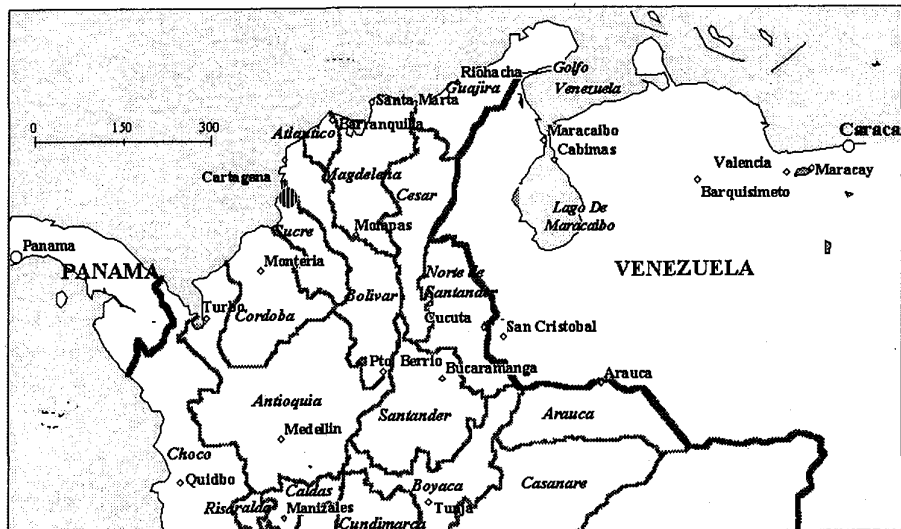 Riohacha
Golfo
Guajira
Venezuela
Santa Marta
0 150 300
Atlantico
Barranquilla
Maracaibo
Caraca
Cabimas
Cartagena
Magdelena
Valencia
Maracay
Cesar
Barquisimeto
Lago De
Maracaibo
Sucre
Mompas
Panama
PANAMA
Monteria
Norte de
Santander
VENEZUELA
Bolivar
Turbo
Cordoba
Cucuta
San Cristobal
Pto Berrio
Bucaramanga
Arauca
Antioquia
Santander
Arauca
Medellin
Choco
Quidbo
Boyaca
Casanare
Caldas
Risaralda
Manizales
Tunja
Cundimarca